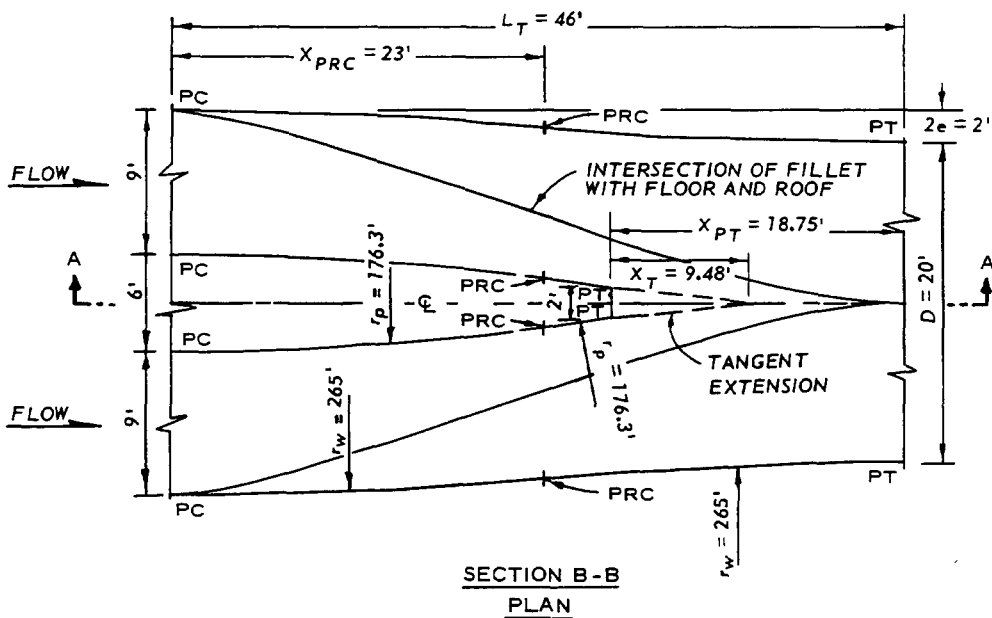 L_T = 46'
X_PRC = 23'
PC
PRC
PT
2e = 2'
9'
FLOW
INTERSECTION OF FILLET
WITH FLOOR AND ROOF
X_PT = 18.75'
A
PC
r_p = 176.3'
X_T = 9.48'
A
6'
PRC
2'
PT
PT
℄
D = 20'
PRC
PC
r_p = 176.3'
TANGENT
EXTENSION
FLOW
9'
r_w = 265'
PC
PRC
PT
r_w = 265'
SECTION B-B
PLAN